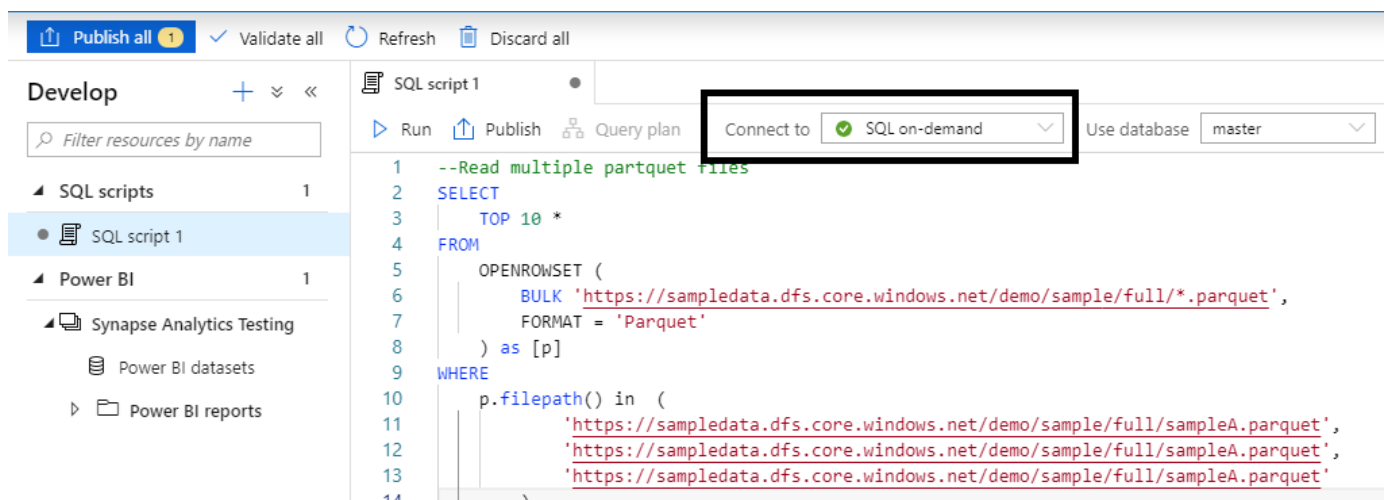 Publish all 1 Validate all Refresh Discard all
Develop
Filter resources by name
SQL scripts 1
SQL script 1
Power BI 1
Synapse Analytics Testing
Power BI datasets
Power BI reports
SQL script 1
Run Publish Query plan Connect to SQL on-demand Use database master
1 --Read multiple partquet files
2 SELECT
3 TOP 10 *
4 FROM
5 OPENROWSET (
6 BULK 'https://sampledata.dfs.core.windows.net/demo/sample/full/*.parquet',
7 FORMAT = 'Parquet'
8 ) as [p]
9 WHERE
10 p.filepath() in (
11 'https://sampledata.dfs.core.windows.net/demo/sample/full/sampleA.parquet',
12 'https://sampledata.dfs.core.windows.net/demo/sample/full/sampleA.parquet',
13 'https://sampledata.dfs.core.windows.net/demo/sample/full/sampleA.parquet'
14 )